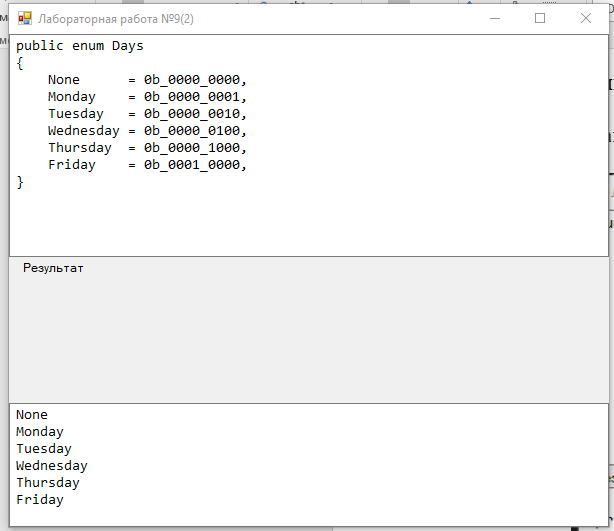 Лабораторная работа №9(2)
public enum Days
{
    None      = 0b_0000_0000,
    Monday    = 0b_0000_0001,
    Tuesday   = 0b_0000_0010,
    Wednesday = 0b_0000_0100,
    Thursday  = 0b_0000_1000,
    Friday    = 0b_0001_0000,
}
Результат
None
Monday
Tuesday
Wednesday
Thursday
Friday